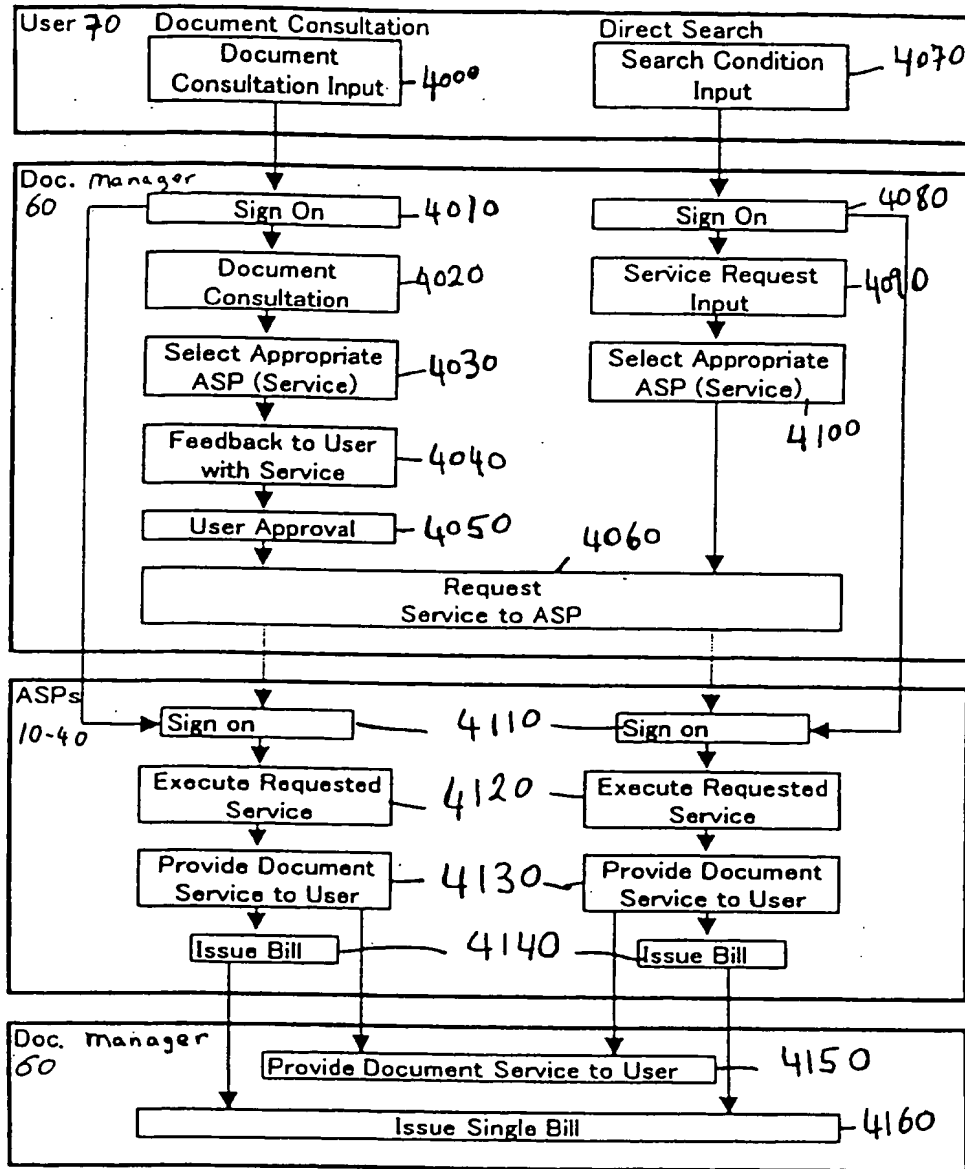 User 70 Document Consultation
Direct Search
Document
Consultation Input
4000
Search Condition
Input
4070
Doc. manager
60
Sign On
4010
Sign On
4080
Document
Consultation
4020
Service Request
Input
4090
Select Appropriate
ASP (Service)
4030
Select Appropriate
ASP (Service)
4100
Feedback to User
with Service
4040
User Approval
4050
4060
Request
Service to ASP
ASPs
10-40
Sign on
4110
Sign on
Execute Requested
Service
4120
Execute Requested
Service
Provide Document
Service to User
4130
Provide Document
Service to User
Issue Bill
4140
Issue Bill
Doc. manager
60
Provide Document Service to User
4150
Issue Single Bill
4160